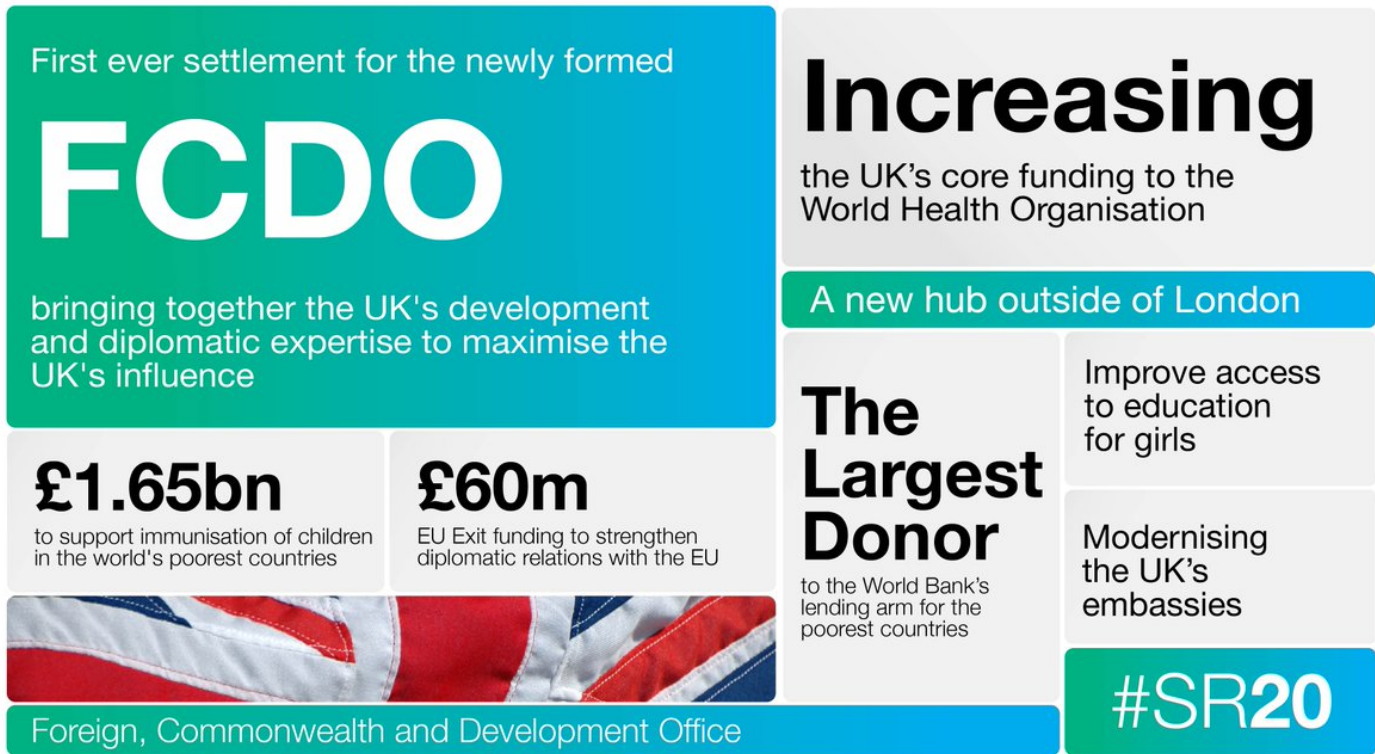 First ever settlement for the newly formed
FCDO
bringing together the UK's development
and diplomatic expertise to maximise the
UK's influence
£1.65bn
to support immunisation of children
in the world's poorest countries
£60m
EU Exit funding to strengthen
diplomatic relations with the EU
Foreign, Commonwealth and Development Office
Increasing
the UK’s core funding to the
World Health Organisation
A new hub outside of London
The
Largest
Donor
to the World Bank’s
lending arm for the
poorest countries
Improve access
to education
for girls
Modernising
the UK’s
embassies
#SR20